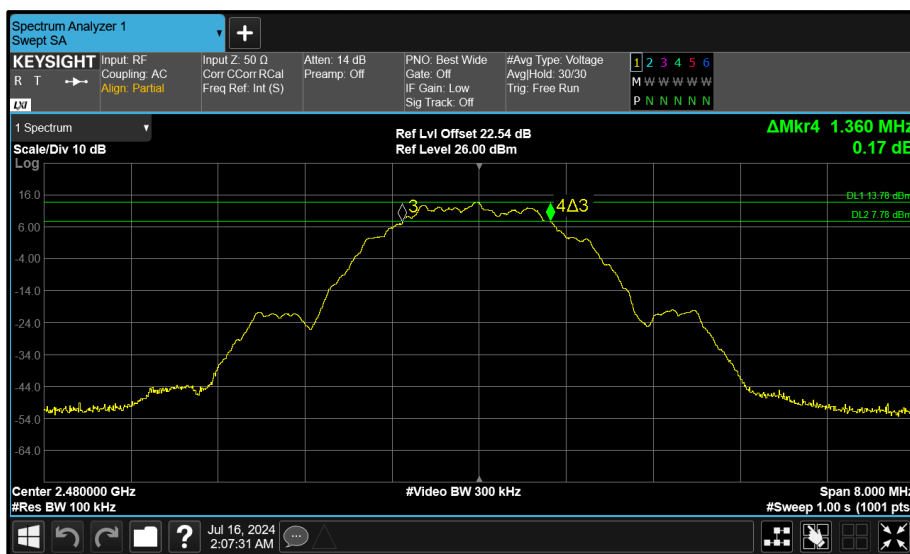 Spectrum Analyzer 1
Swept SA
+
KEYSIGHT
R T
LXI
Input: RF
Coupling: AC
Align: Partial
Input Z: 50 Ω
Corr CCorr RCal
Freq Ref: Int (S)
Atten: 14 dB
Preamp: Off
PNO: Best Wide
Gate: Off
IF Gain: Low
Sig Track: Off
#Avg Type: Voltage
Avg|Hold: 30/30
Trig: Free Run
1 2 3 4 5 6
M W W W W W
P N N N N N
1 Spectrum
Scale/Div 10 dB
Log
Ref Lvl Offset 22.54 dB
Ref Level 26.00 dBm
ΔMkr4 1.360 MHz
0.17 dB
16.0
6.00
-4.00
-14.0
-24.0
-34.0
-44.0
-54.0
-64.0
3
4Δ3
DL1 13.78 dBm
DL2 7.78 dBm
Center 2.480000 GHz
#Res BW 100 kHz
#Video BW 300 kHz
Span 8.000 MHz
#Sweep 1.00 s (1001 pts
?
Jul 16, 2024
2:07:31 AM